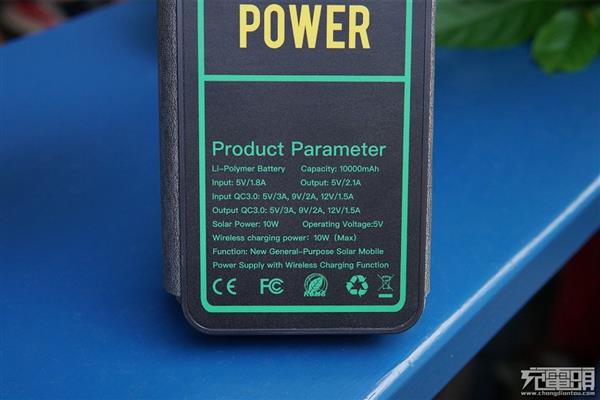 POWER
Product Parameter
LI-Polymer Battery Capacity: 10000mAh
Input: 5V/1.8A Output: 5V/2.1A
Input QC3.0: 5V/3A, 9V/2A, 12V/1.5A
Output QC3.0: 5V/3A, 9V/2A, 12V/1.5A
Solar Power: 10W Operating Voltage:5V
Wireless charging power: 10W (Max)
Function: New General-Purpose Solar Mobile
Power Supply with Wireless Charging Function
CE FC RoHS
充電頭
www.chongdiantou.com